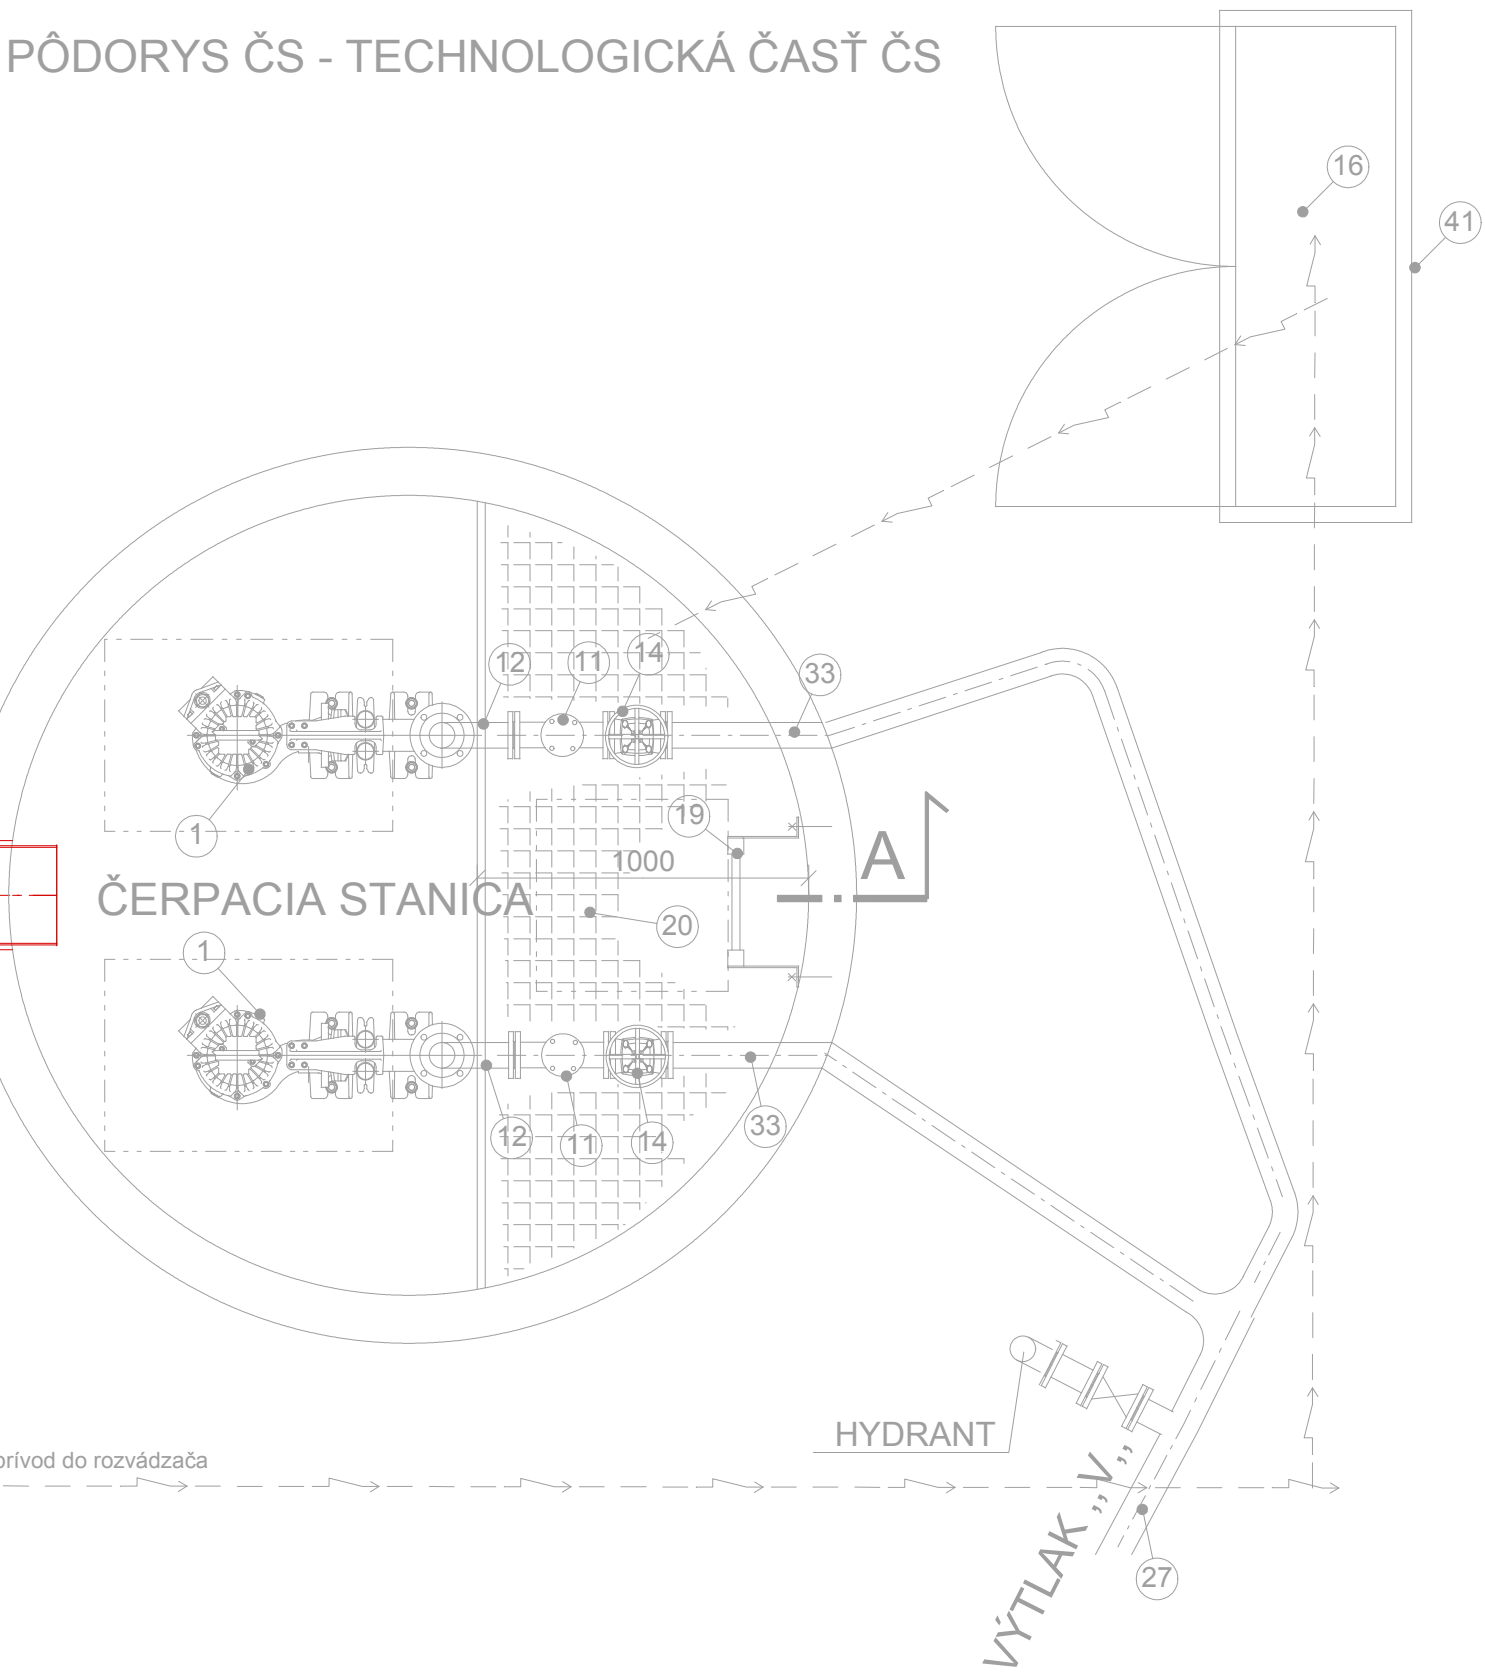 PÔDORYS ČS - TECHNOLOGICKÁ ČASŤ ČS
16
41
12
11
14
33
1
19
1000
A
ČERPACIA STANICA
20
1
12
11
14
33
HYDRANT
prívod do rozvádzača
VÝTLAK ,,V,,
27